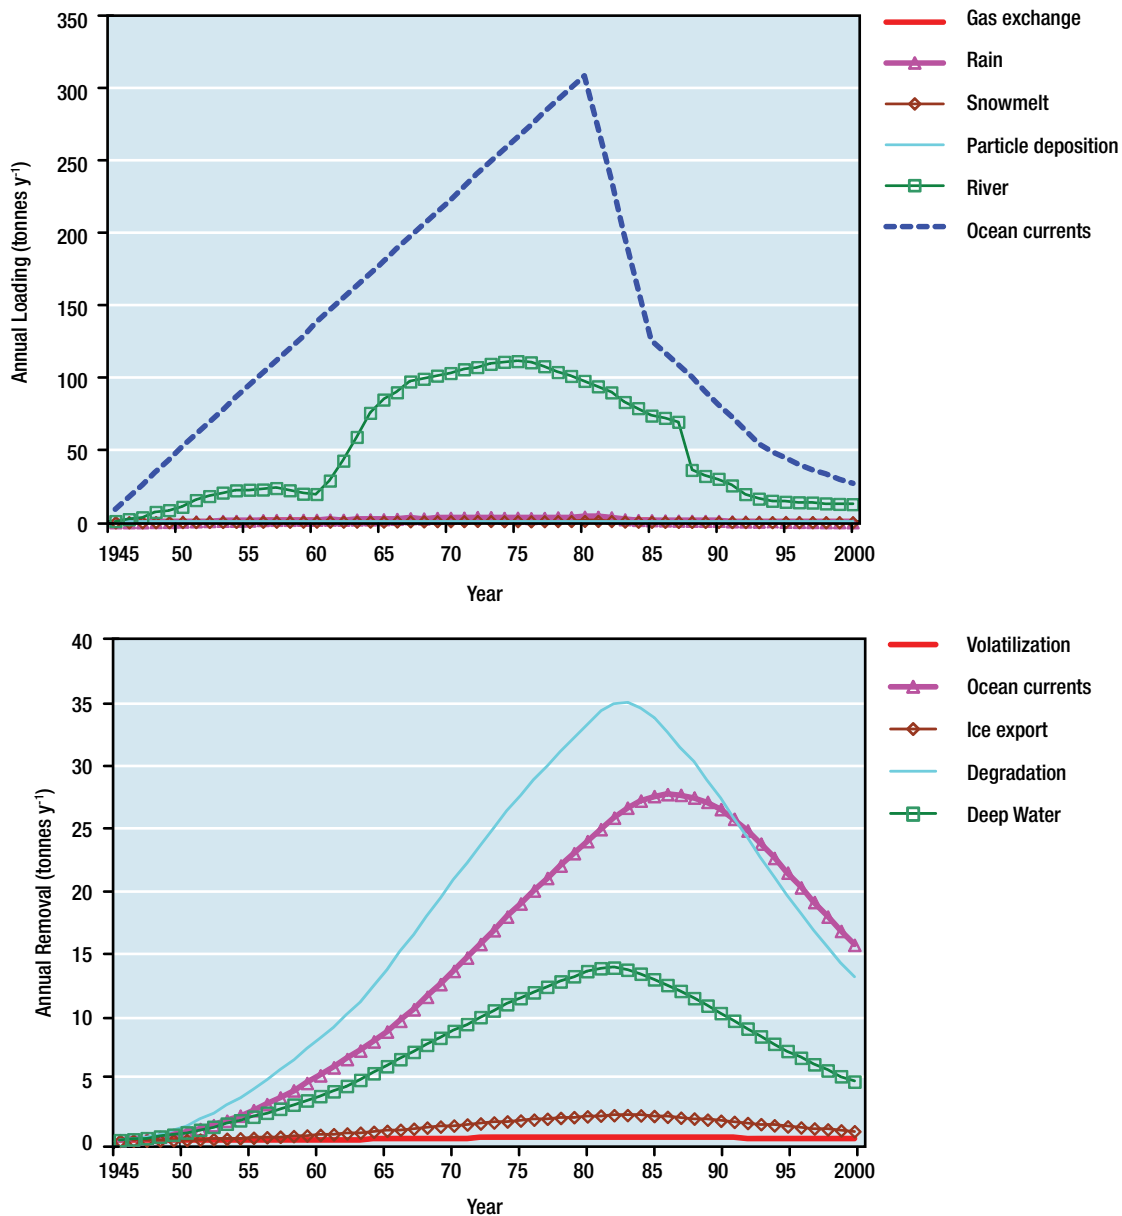 350
300
250
200
150
100
50
0
Annual Loading (tonnes y-1)
1945 50 55 60 65 70 75 80 85 90 95 2000
Year
Gas exchange
Rain
Snowmelt
Particle deposition
River
Ocean currents
40
35
30
25
20
15
10
5
0
Annual Removal (tonnes y-1)
1945 50 55 60 65 70 75 80 85 90 95 2000
Year
Volatilization
Ocean currents
Ice export
Degradation
Deep Water